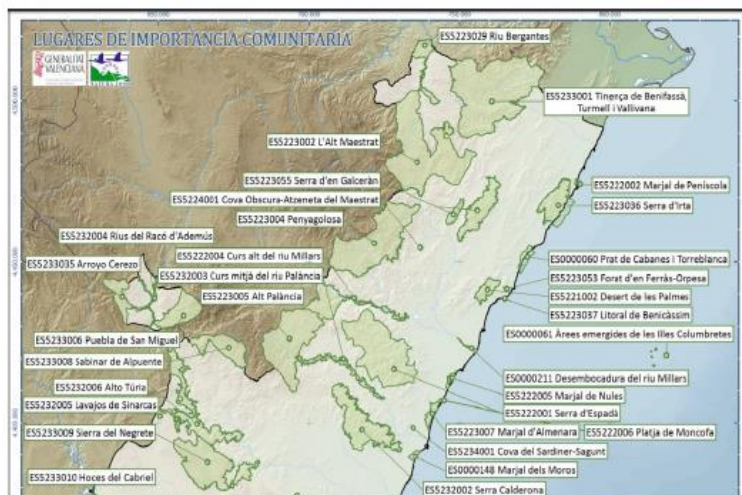 LUGARES DE IMPORTANCIA COMUNITARIA
GENERALITAT
VALENCIANA
ES5223029 Riu Bergantes
ES5233001 Tinença de Benifassà,
Turmell i Vallivana
ES5223002 L'Alt Maestrat
ES5223055 Serra d'en Galceràn
ES5224001 Cova Obscura-Atzeneta del Maestrat
ES5223004 Penyagolosa
ES5222002 Marjal de Peníscola
ES5223036 Serra d'Irta
ES5232004 Rius del Racó d'Ademús
ES5222004 Curs alt del riu Millars
ES5233035 Arroyo Cerezo
ES5232003 Curs mitjà del riu Palància
ES5223005 Alt Palància
ES0000060 Prat de Cabanes i Torreblanca
ES5223053 Forat d'en Ferràs-Orpesa
ES5221002 Desert de les Palmes
ES5223037 Litoral de Benicàssim
ES0000061 Àrees emergides de les Illes Columbretes
ES5233006 Puebla de San Miguel
ES5233008 Sabinar de Alpuente
ES5232006 Alto Túria
ES5232005 Lavajos de Sinarcas
ES5233009 Sierra del Negrete
ES5233010 Hoces del Cabriel
ES0000211 Desembocadura del riu Millars
ES5222005 Marjal de Nules
ES5222001 Serra d'Espadà
ES5223007 Marjal d'Almenara
ES5222006 Platja de Moncofa
ES5234001 Cova del Sardiner-Sagunt
ES0000148 Marjal dels Moros
ES5232002 Serra Calderona